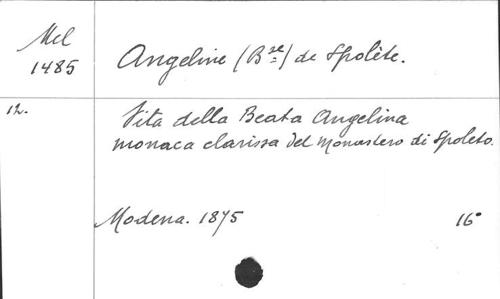 Mel
1485
Angeline (Bse) de Spolète.
12.
Vita della Beata Angelina
monaca clarissa del Monastero di Spoleto.
Modena. 1875
16°